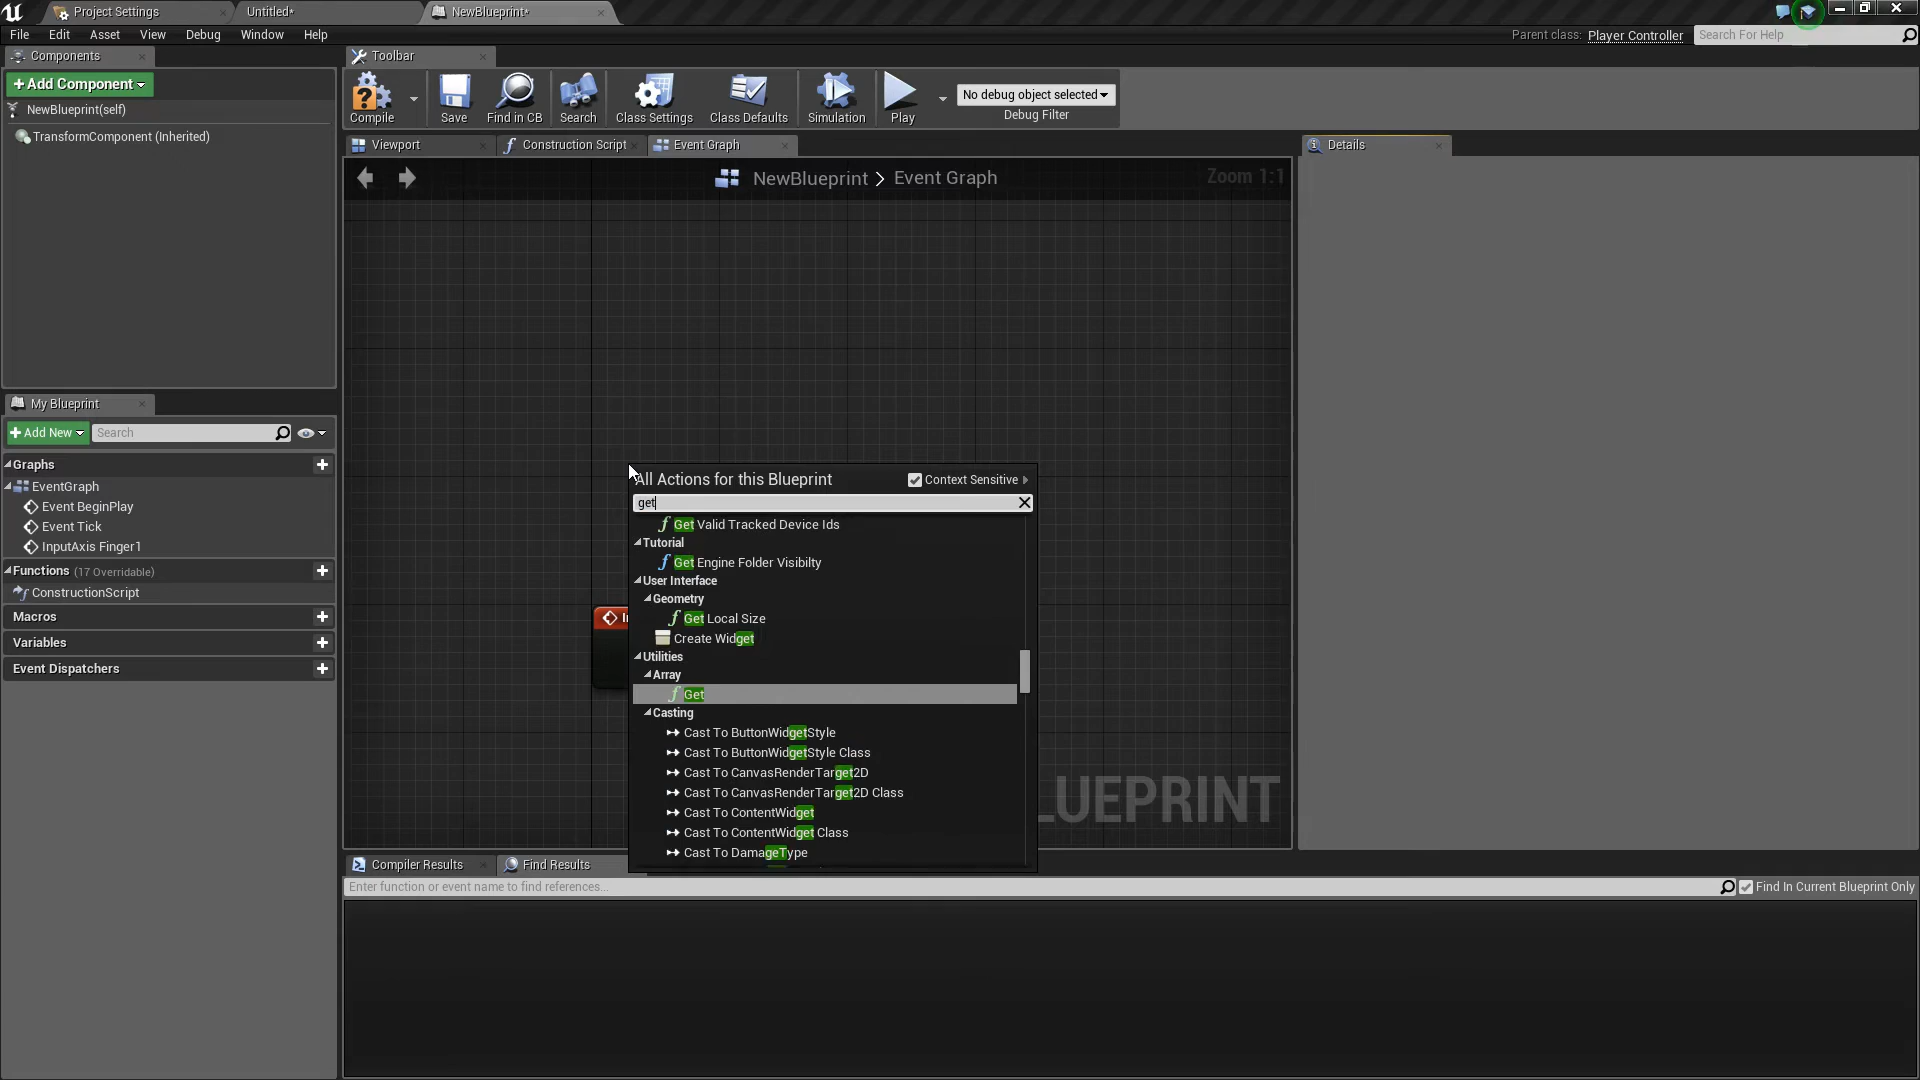 Project Settings
Untitled*
NewBlueprint*
File Edit Asset View Debug Window Help
Parent class: Player Controller
Search For Help
Components
Toolbar
+ Add Component
NewBlueprint(self)
TransformComponent (Inherited)
Compile
Save
Find in CB
Search
Class Settings
Class Defaults
Simulation
Play
No debug object selected
Debug Filter
Viewport
Construction Script
Event Graph
Details
NewBlueprint > Event Graph
Zoom 1:1
My Blueprint
+ Add New
Search
Graphs
EventGraph
Event BeginPlay
Event Tick
InputAxis Finger1
Functions (17 Overridable)
ConstructionScript
Macros
Variables
Event Dispatchers
All Actions for this Blueprint
Context Sensitive
get
Get Valid Tracked Device Ids
Tutorial
Get Engine Folder Visibilty
User Interface
Geometry
Get Local Size
Create Widget
Utilities
Array
Get
Casting
Cast To ButtonWidgetStyle
Cast To ButtonWidgetStyle Class
Cast To CanvasRenderTarget2D
Cast To CanvasRenderTarget2D Class
Cast To ContentWidget
Cast To ContentWidget Class
Cast To DamageType
LUEPRINT
Compiler Results
Find Results
Enter function or event name to find references...
Find In Current Blueprint Only